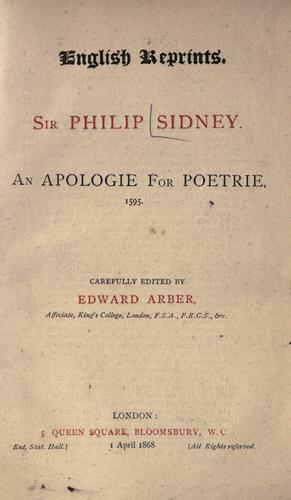 English Reprints.
SIR PHILIP SIDNEY.
AN APOLOGIE FOR POETRIE,
1595.
CAREFULLY EDITED BY
EDWARD ARBER,
Associate, King's College, London, F.S.A., F.R.G.S., &c.
LONDON:
5 QUEEN SQUARE, BLOOMSBURY, W.C.
Ent. Stat. Hall.] 1 April 1868 [All Rights reserved.